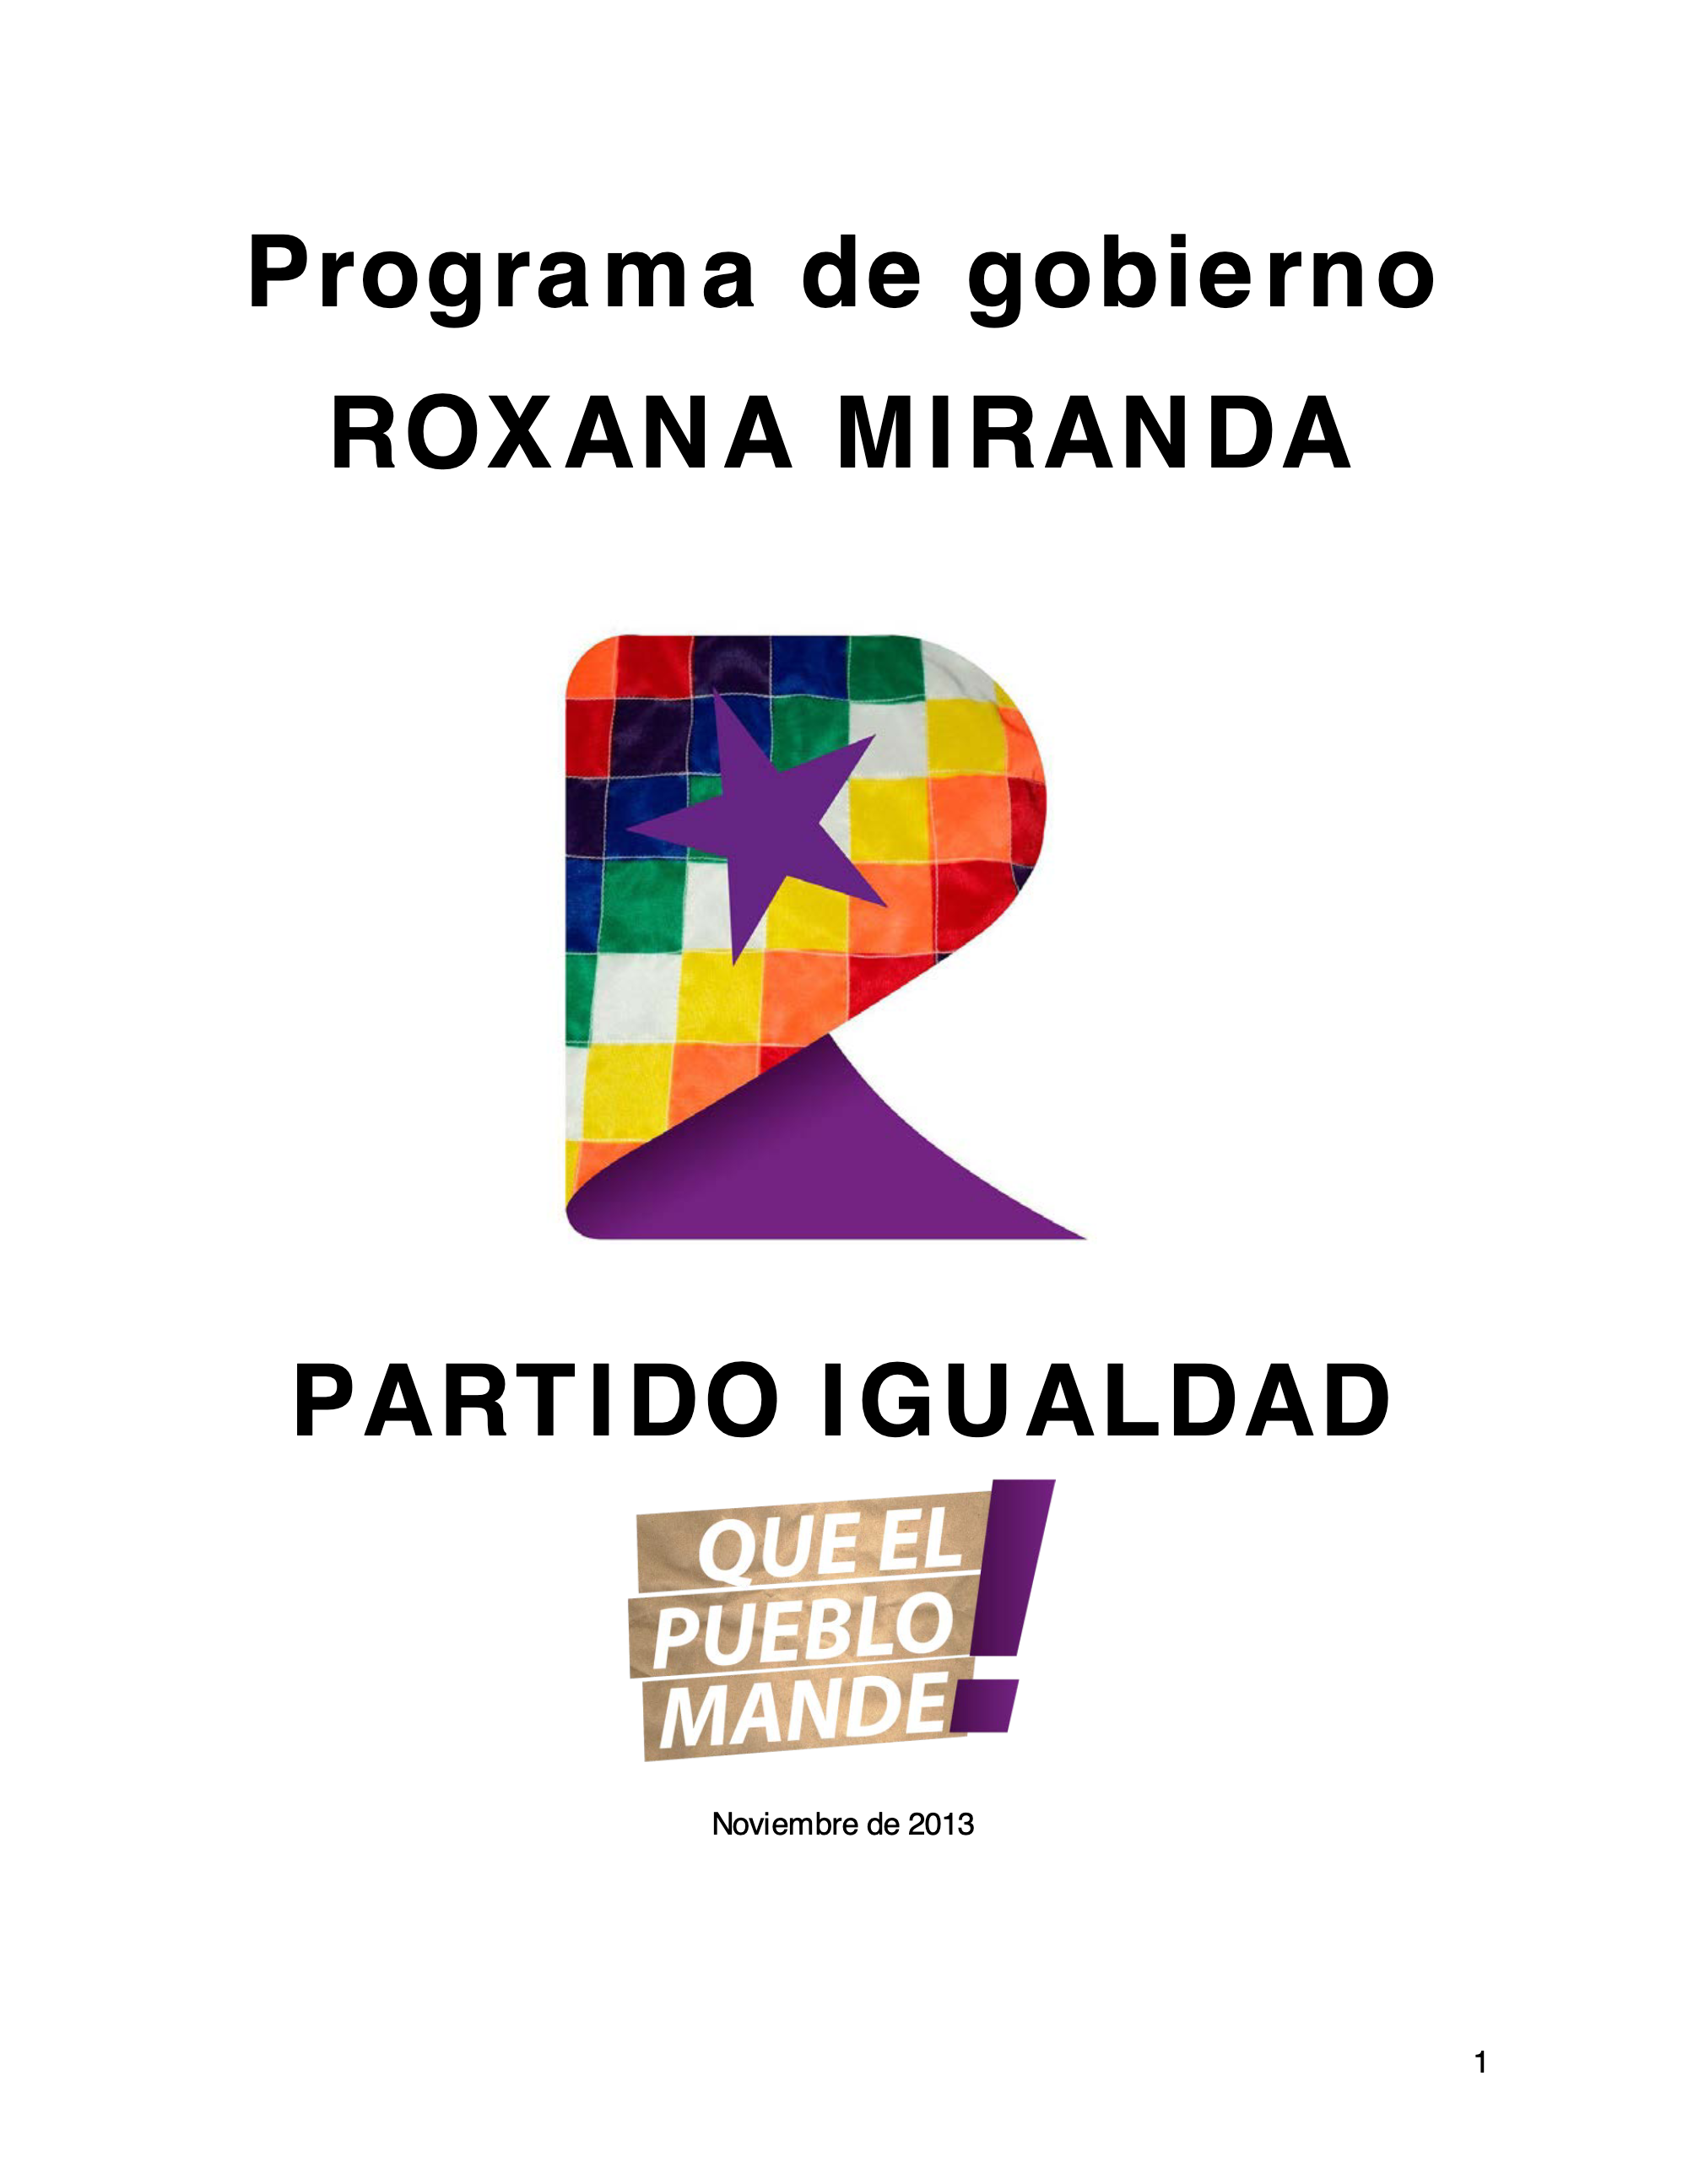 Programa de gobierno
ROXANA MIRANDA
PARTIDO IGUALDAD
QUE EL
PUEBLO
MANDE!
Noviembre de 2013
1